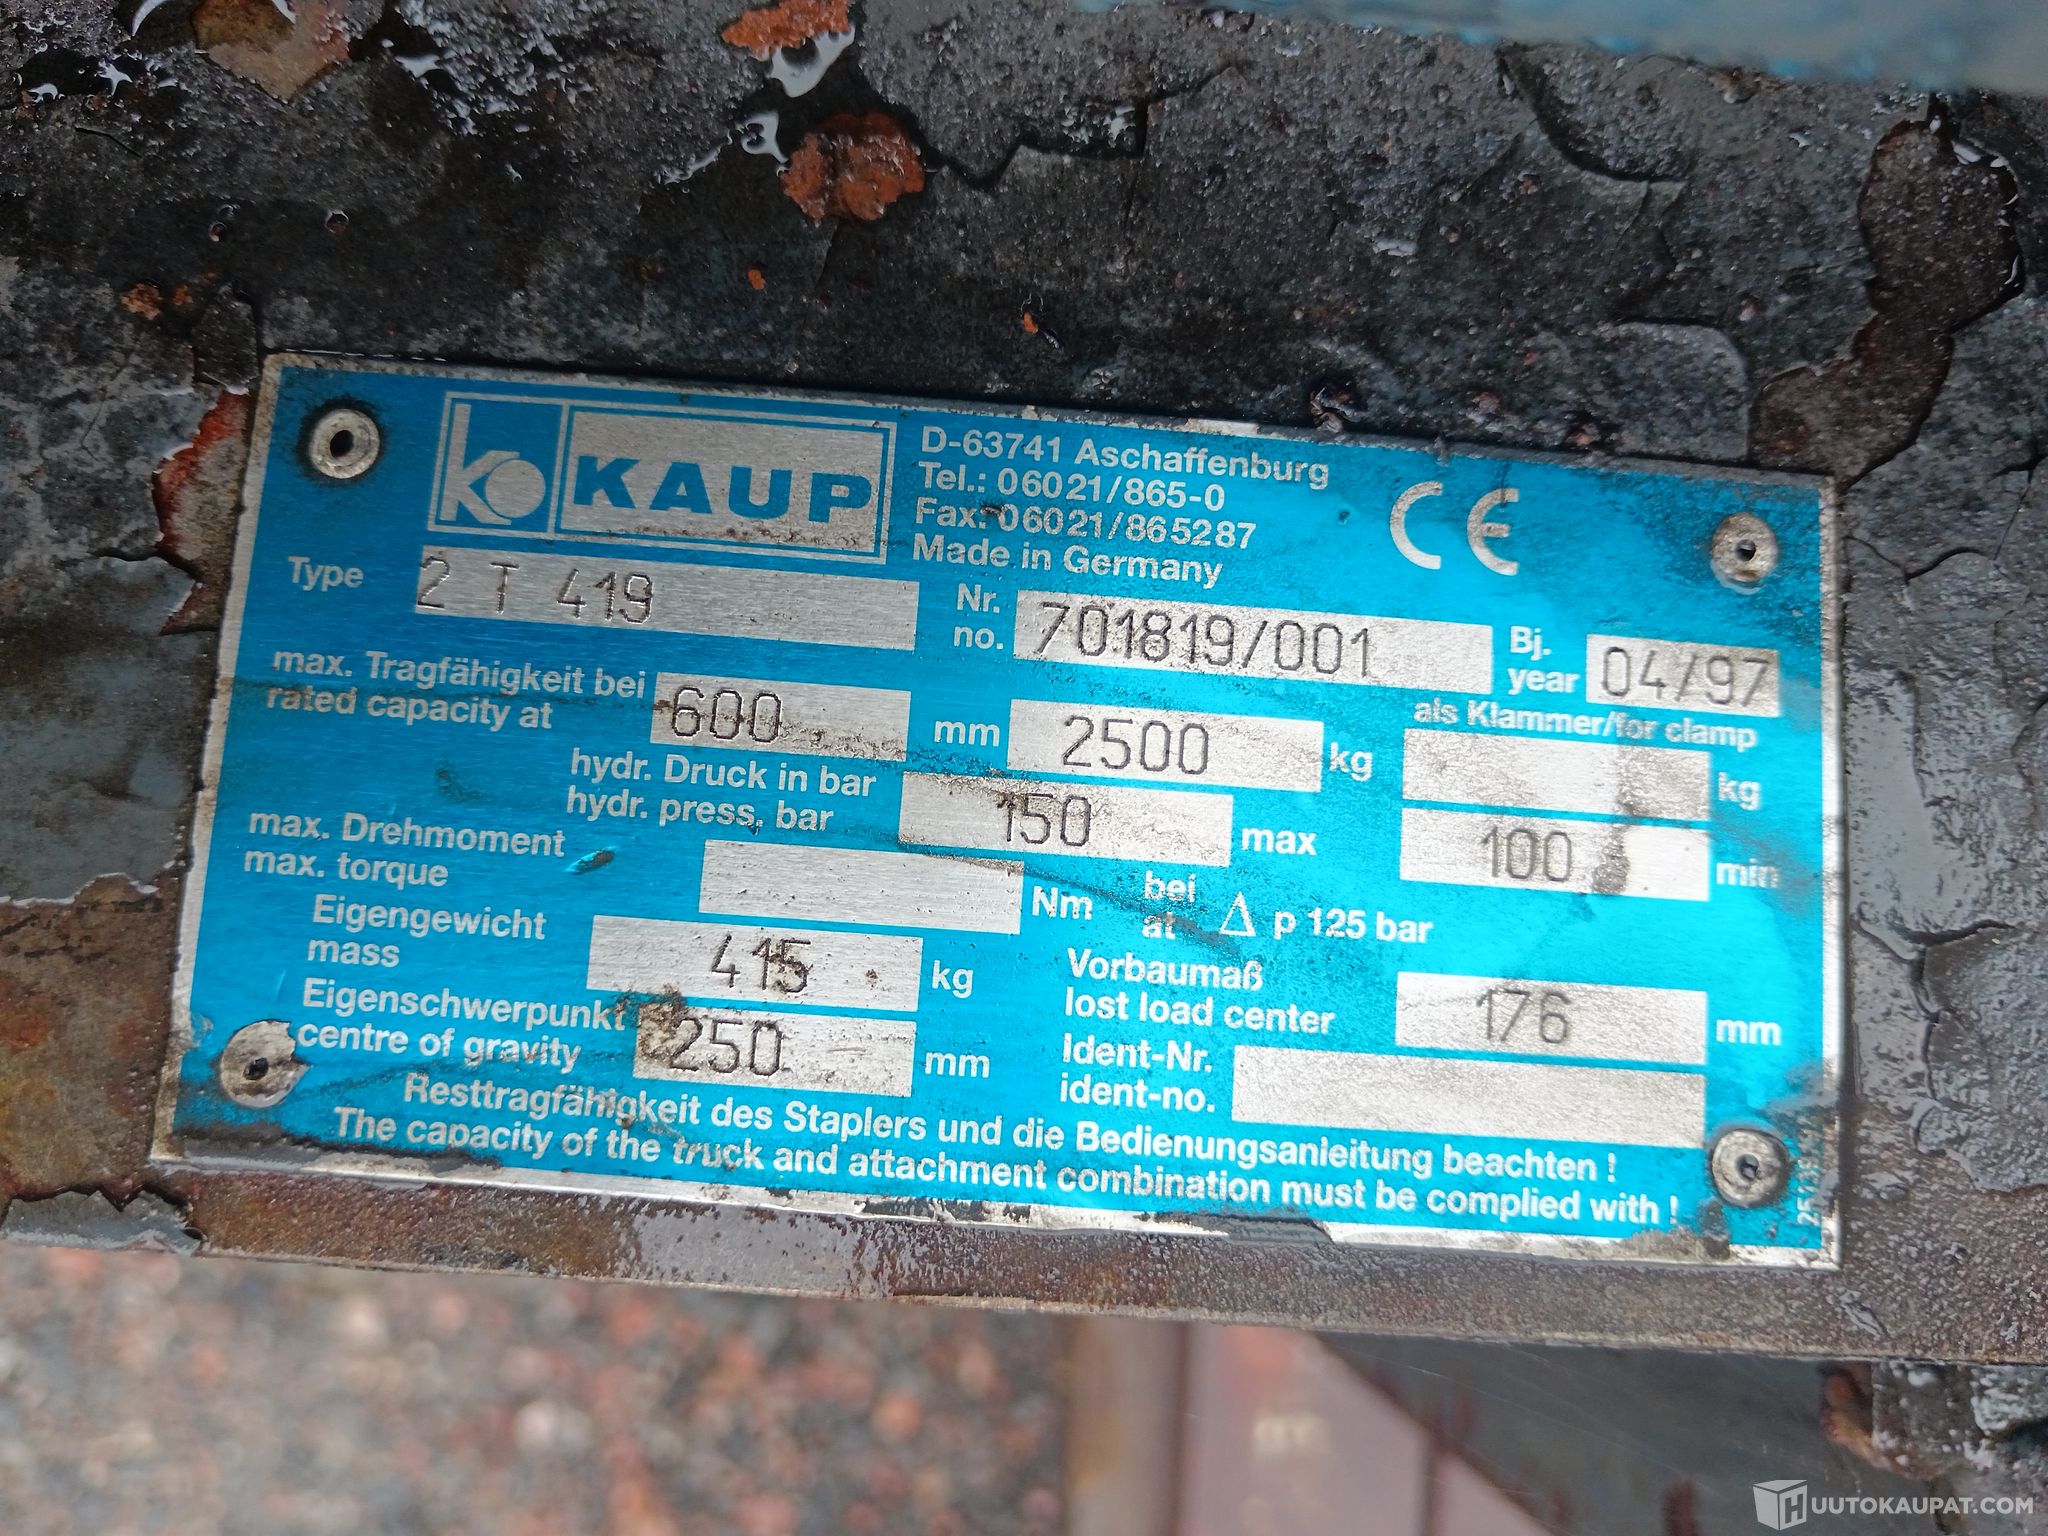 KAUP
D-63741 Aschaffenburg
Tel.: 06021/865-0
Fax: 06021/865287
Made in Germany
CE
Type 2 T 419
Nr. no. 701819/001
Bj. year 04/97
max. Tragfähigkeit bei
rated capacity at 600 mm 2500 kg
als Klammer/for clamp kg
hydr. Druck in bar
hydr. press. bar 150 max 100 min
max. Drehmoment
max. torque Nm bei at Δ p 125 bar
Eigengewicht
mass 415 kg
Vorbaumaß
lost load center 176 mm
Eigenschwerpunkt
centre of gravity 250 mm
Ident-Nr.
ident-no.
Resttragfähigkeit des Staplers und die Bedienungsanleitung beachten !
The capacity of the truck and attachment combination must be complied with !
HUUTOKAUPAT.COM